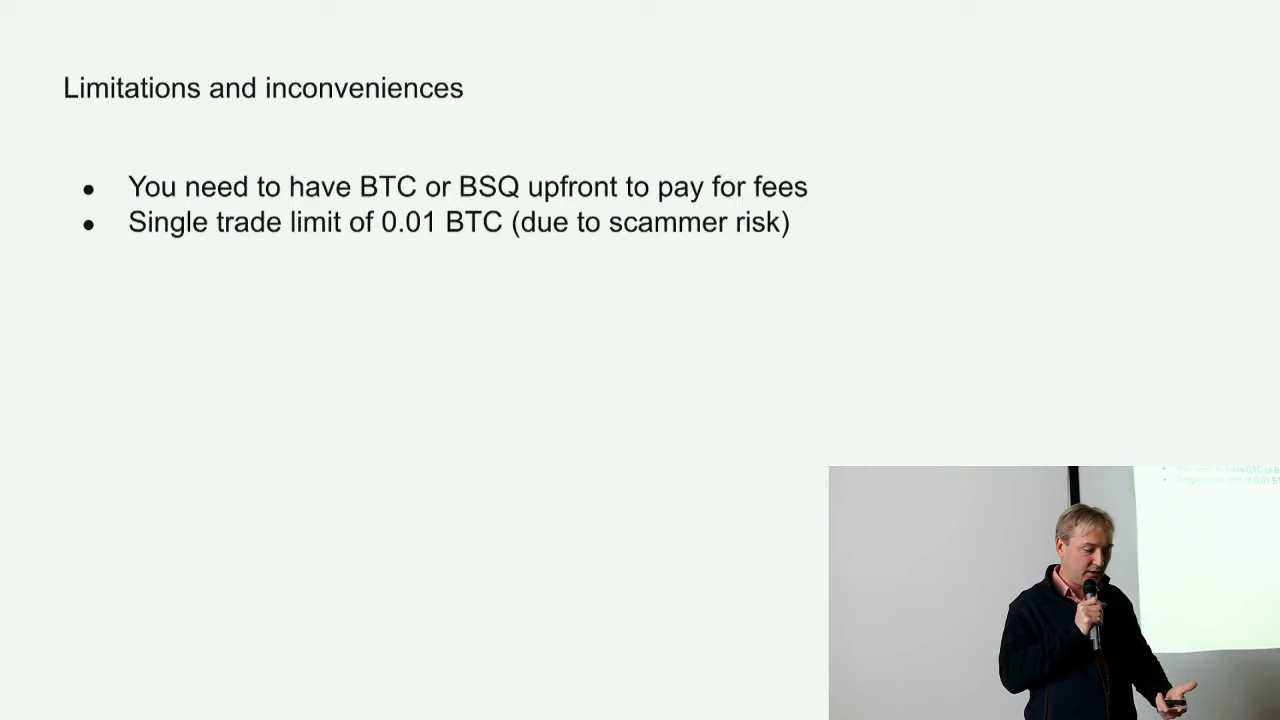 Limitations and inconveniences
● You need to have BTC or BSQ upfront to pay for fees
● Single trade limit of 0.01 BTC (due to scammer risk)